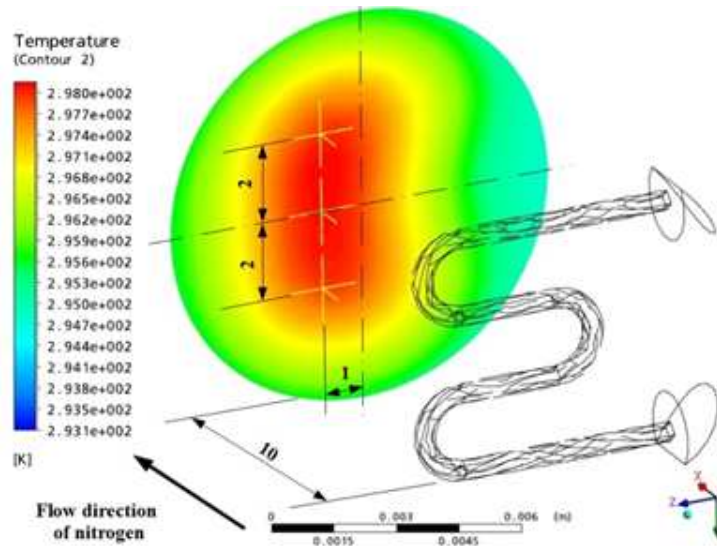 Temperature
(Contour 2)
2.980e+002
2.977e+002
2.974e+002
2.971e+002
2.968e+002
2.965e+002
2.962e+002
2.959e+002
2.956e+002
2.953e+002
2.950e+002
2.947e+002
2.944e+002
2.941e+002
2.938e+002
2.935e+002
2.931e+002
[K]
2
2
1
10
Flow direction
of nitrogen
0
0.003
0.006
(m)
0.0015
0.0045
X
Z